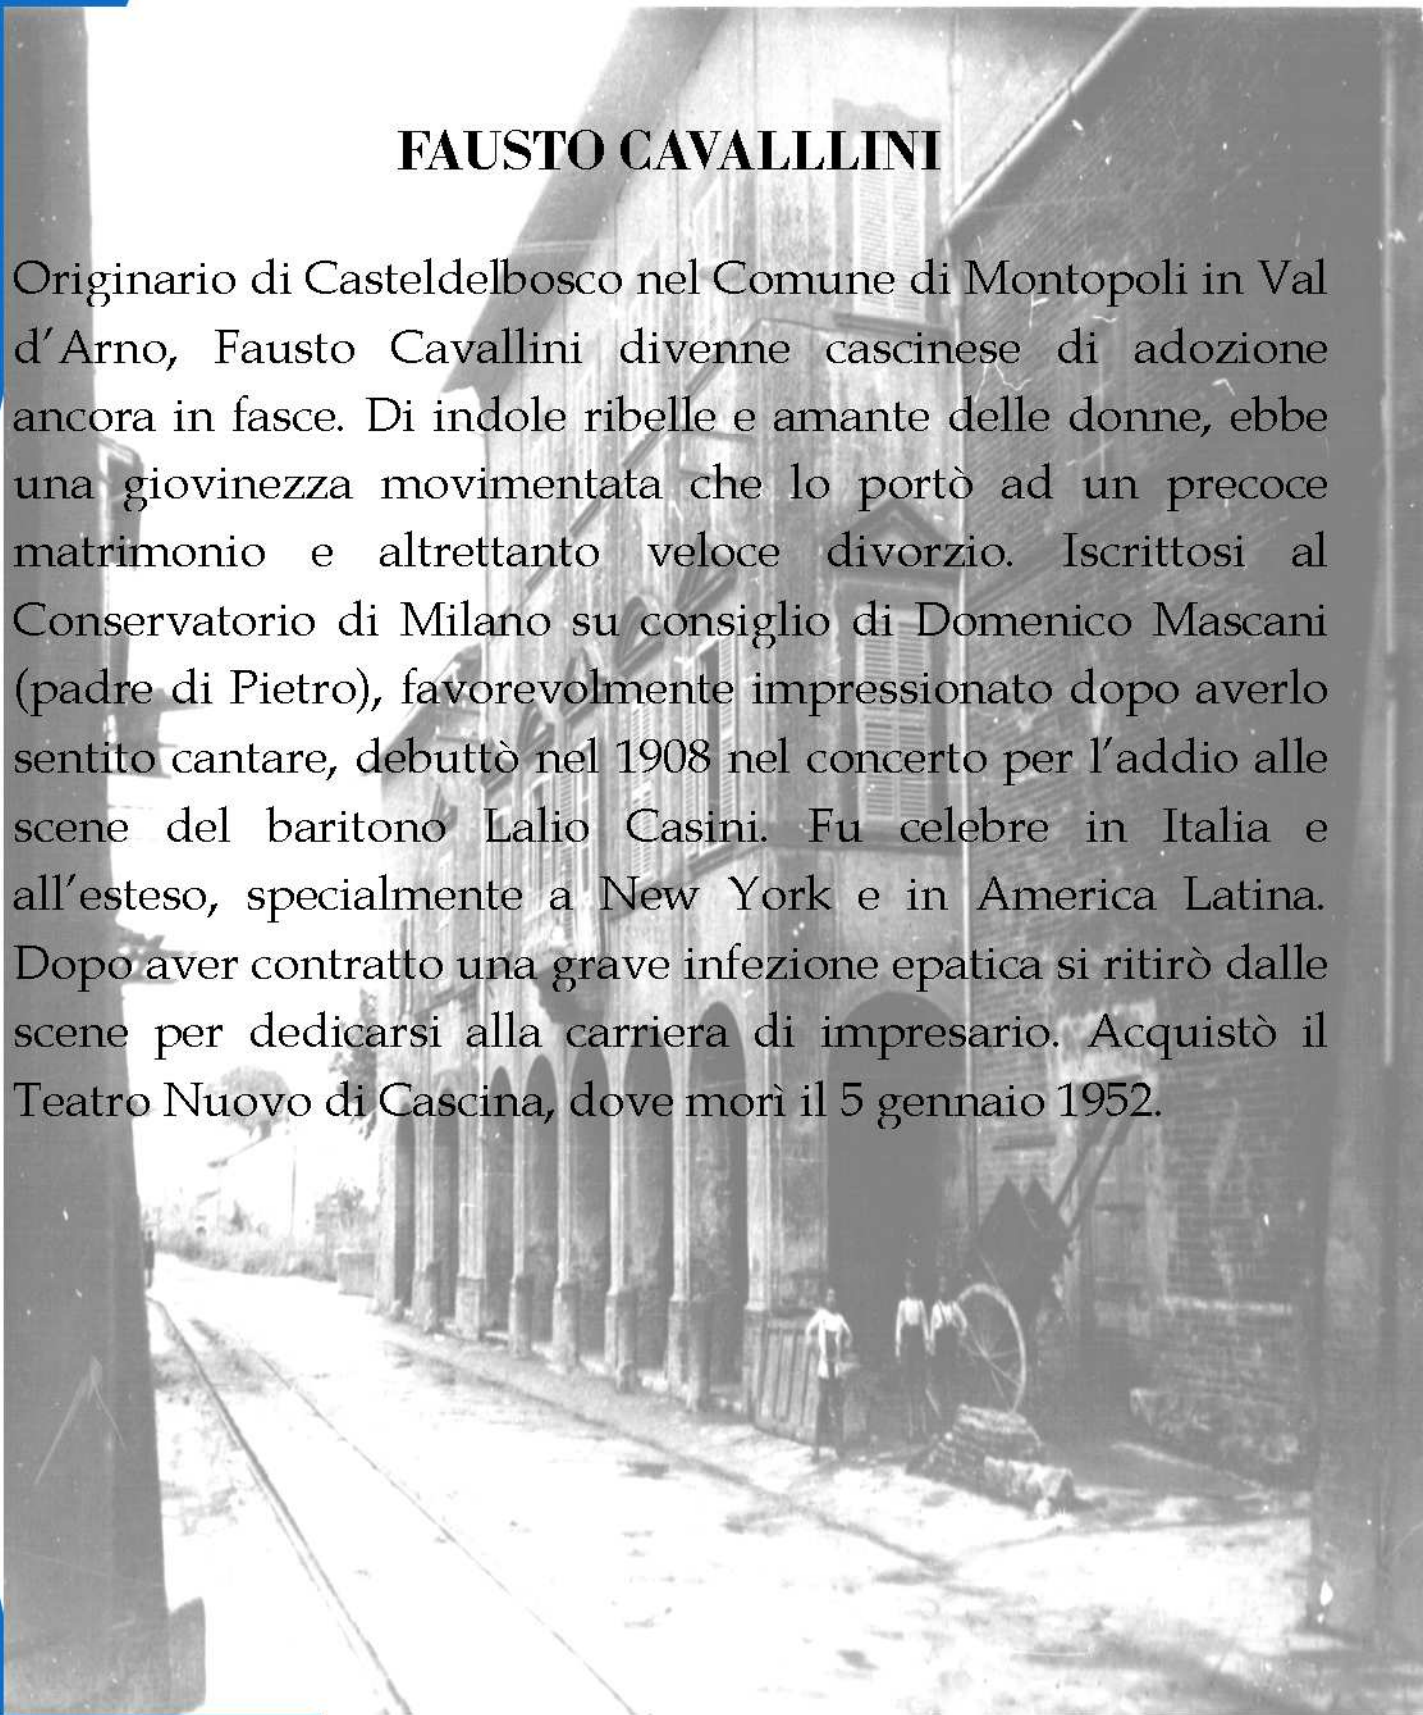 FAUSTO CAVALLLINI
Originario di Casteldelbosco nel Comune di Montopoli in Val
d’Arno, Fausto Cavallini divenne cascinese di adozione
ancora in fasce. Di indole ribelle e amante delle donne, ebbe
una giovinezza movimentata che lo portò ad un precoce
matrimonio e altrettanto veloce divorzio. Iscrittosi al
Conservatorio di Milano su consiglio di Domenico Mascani
(padre di Pietro), favorevolmente impressionato dopo averlo
sentito cantare, debuttò nel 1908 nel concerto per l’addio alle
scene del baritono Lalio Casini. Fu celebre in Italia e
all’esteso, specialmente a New York e in America Latina.
Dopo aver contratto una grave infezione epatica si ritirò dalle
scene per dedicarsi alla carriera di impresario. Acquistò il
Teatro Nuovo di Cascina, dove morì il 5 gennaio 1952.